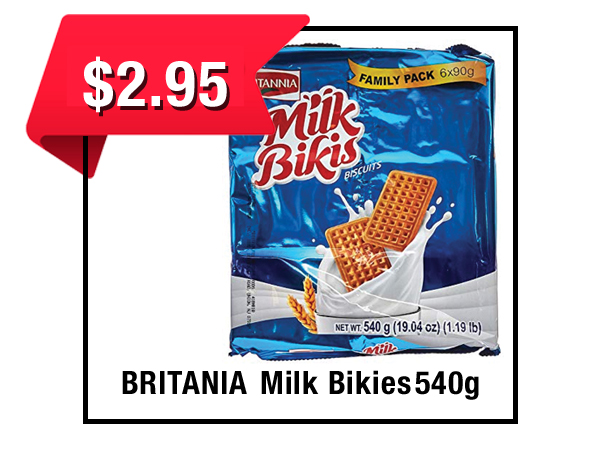 $2.95
TANNIA
FAMILY PACK 6x90g
Milk
Bikis
BISCUITS
NET WT. 540 g (19.04 oz) (1.19 lb)
Milk
BRITANIA Milk Bikies540g